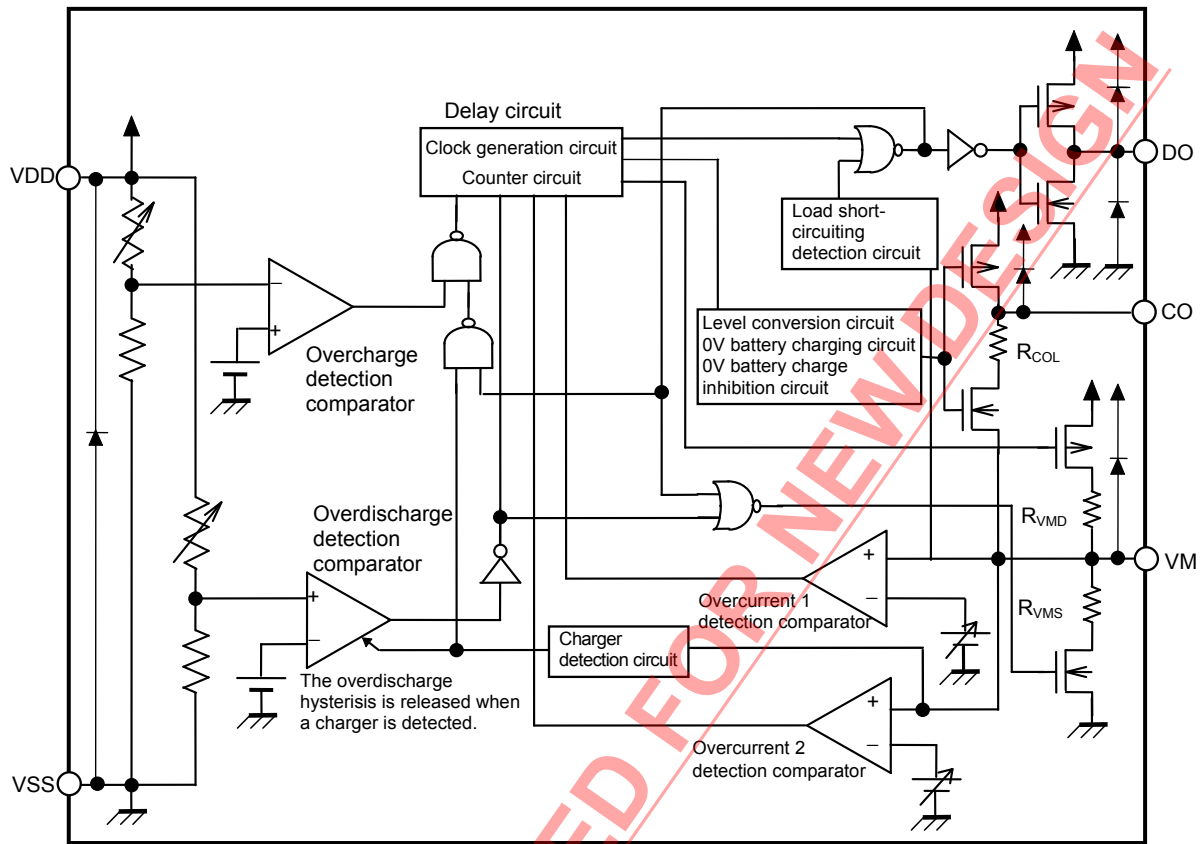 Delay circuit
Clock generation circuit
Counter circuit
VDD
DO
Load short-
circuiting
detection circuit
CO
Level conversion circuit
0V battery charging circuit
0V battery charge
inhibition circuit
RCOL
−
+
Overcharge
detection
comparator
Overdischarge
detection
comparator
RVMD
+
−
VM
+
−
Overcurrent 1
detection comparator
RVMS
Charger
detection circuit
The overdischarge
hysterisis is released when
a charger is detected.
+
−
Overcurrent 2
detection comparator
VSS
ED FOR NEW DESIGN